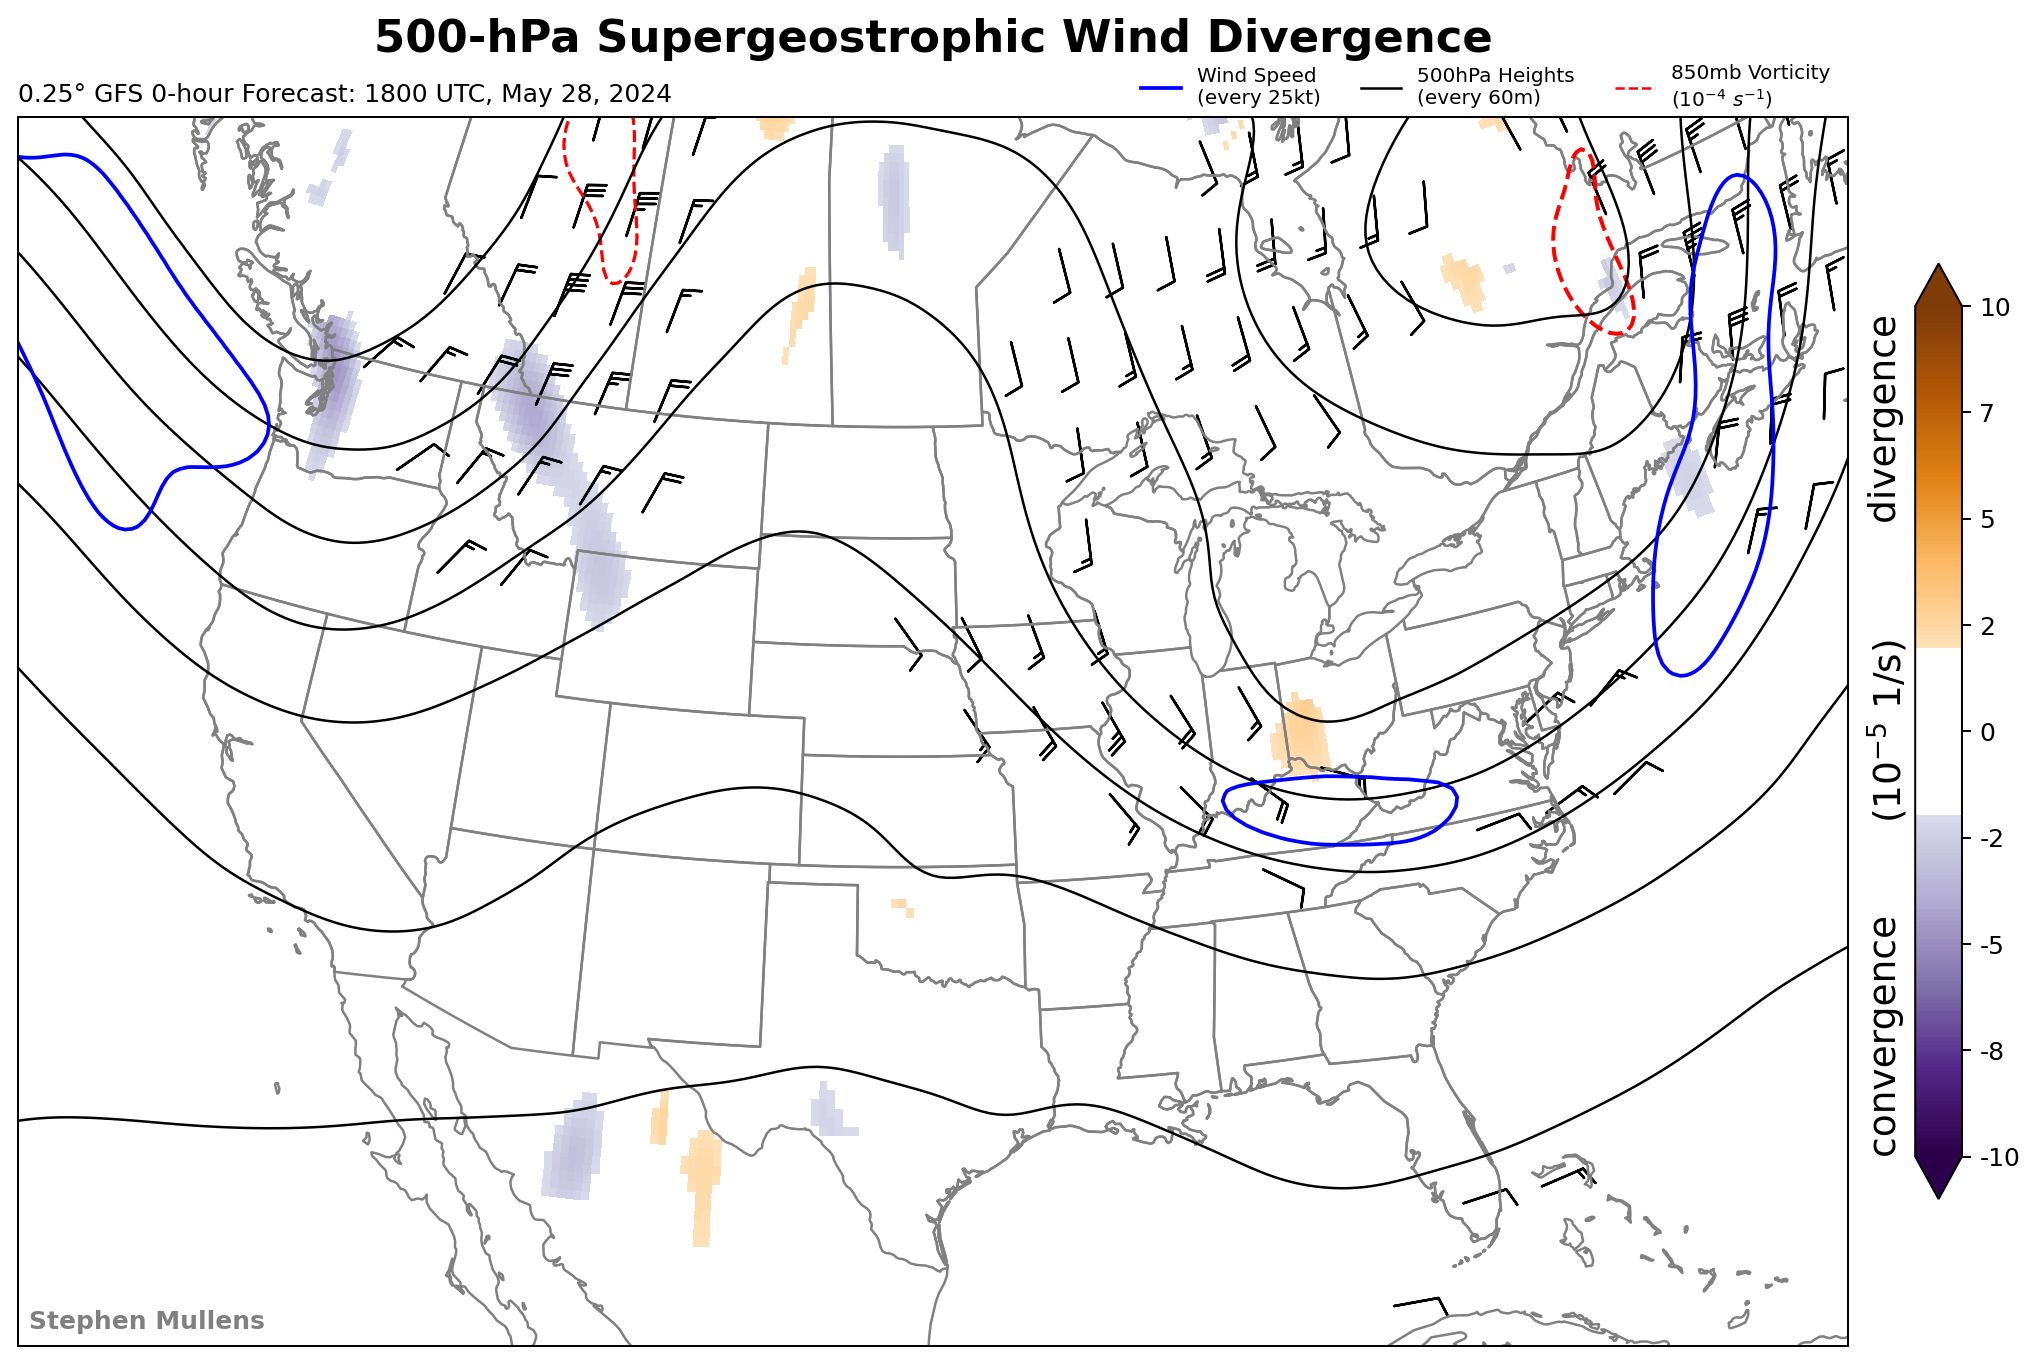 500-hPa Supergeostrophic Wind Divergence
0.25° GFS 0-hour Forecast: 1800 UTC, May 28, 2024
Wind Speed
(every 25kt)
500hPa Heights
(every 60m)
850mb Vorticity
(10⁻⁴ s⁻¹)
10
7
5
2
0
-2
-5
-8
-10
convergence (10⁻⁵ 1/s) divergence
Stephen Mullens